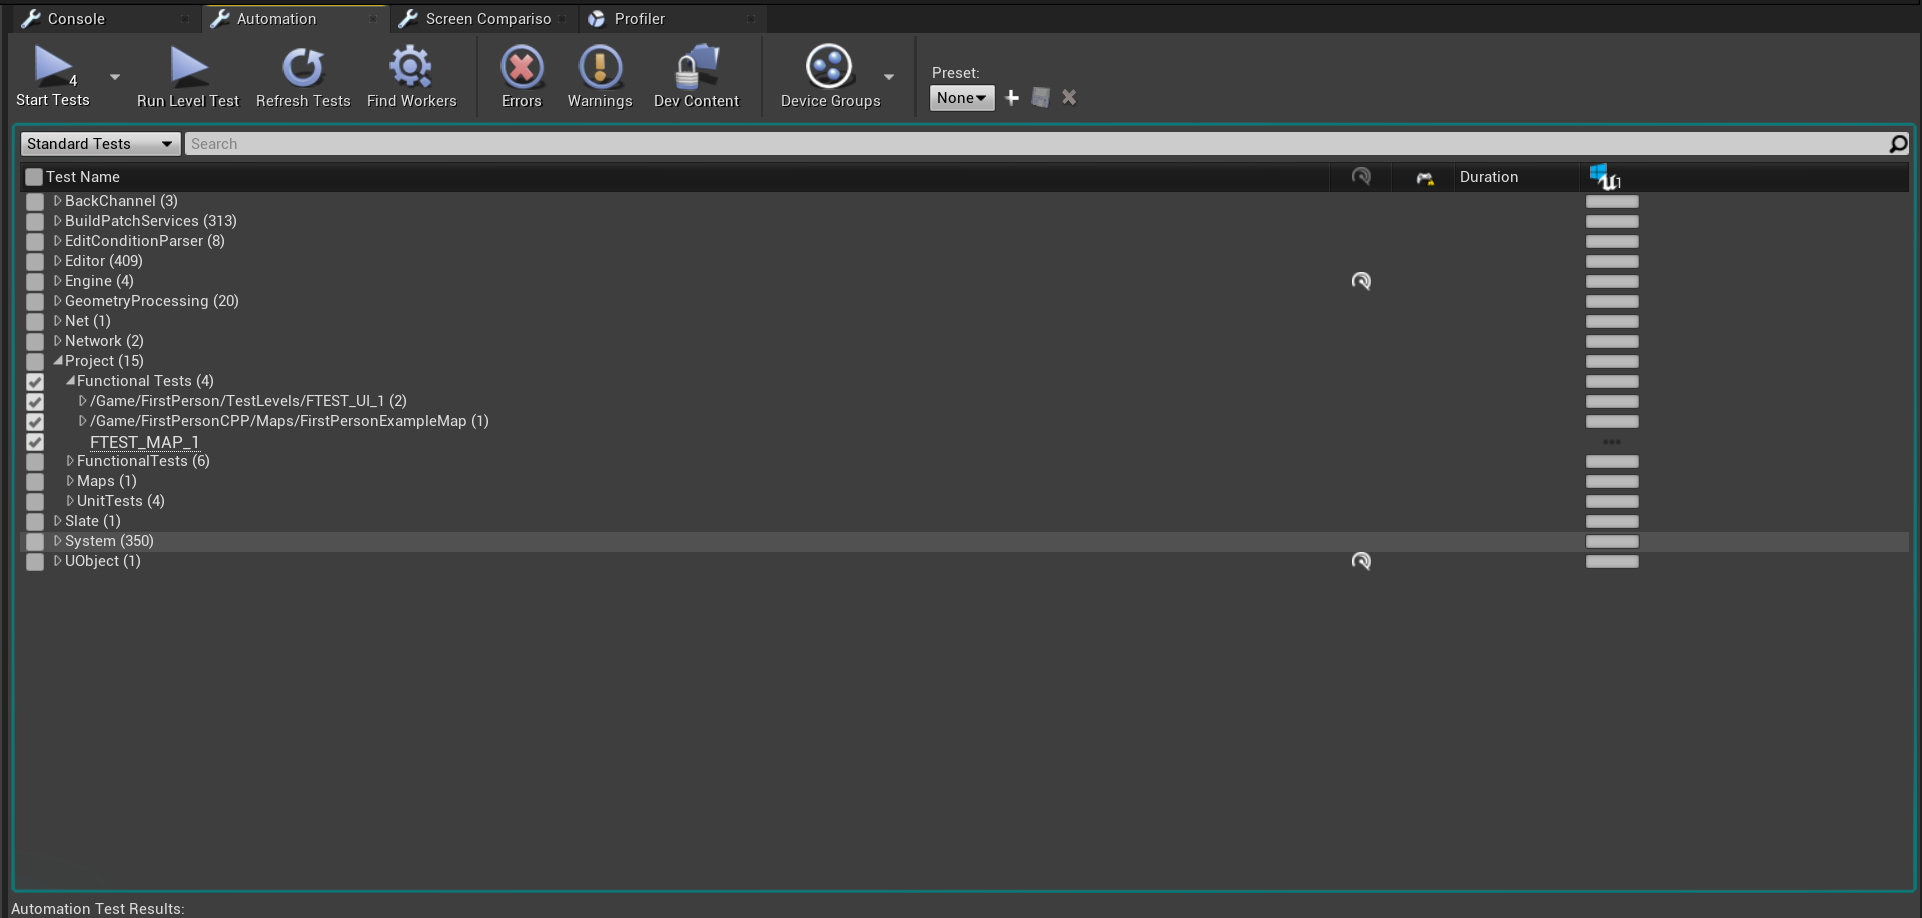 Console Automation Screen Compariso Profiler
4
Start Tests Run Level Test Refresh Tests Find Workers Errors Warnings Dev Content Device Groups
Preset:
None
Standard Tests Search
Test Name Duration 1
BackChannel (3)
BuildPatchServices (313)
EditConditionParser (8)
Editor (409)
Engine (4)
GeometryProcessing (20)
Net (1)
Network (2)
Project (15)
Functional Tests (4)
/Game/FirstPerson/TestLevels/FTEST_UI_1 (2)
/Game/FirstPersonCPP/Maps/FirstPersonExampleMap (1)
FTEST_MAP_1
FunctionalTests (6)
Maps (1)
UnitTests (4)
Slate (1)
System (350)
UObject (1)
Automation Test Results: